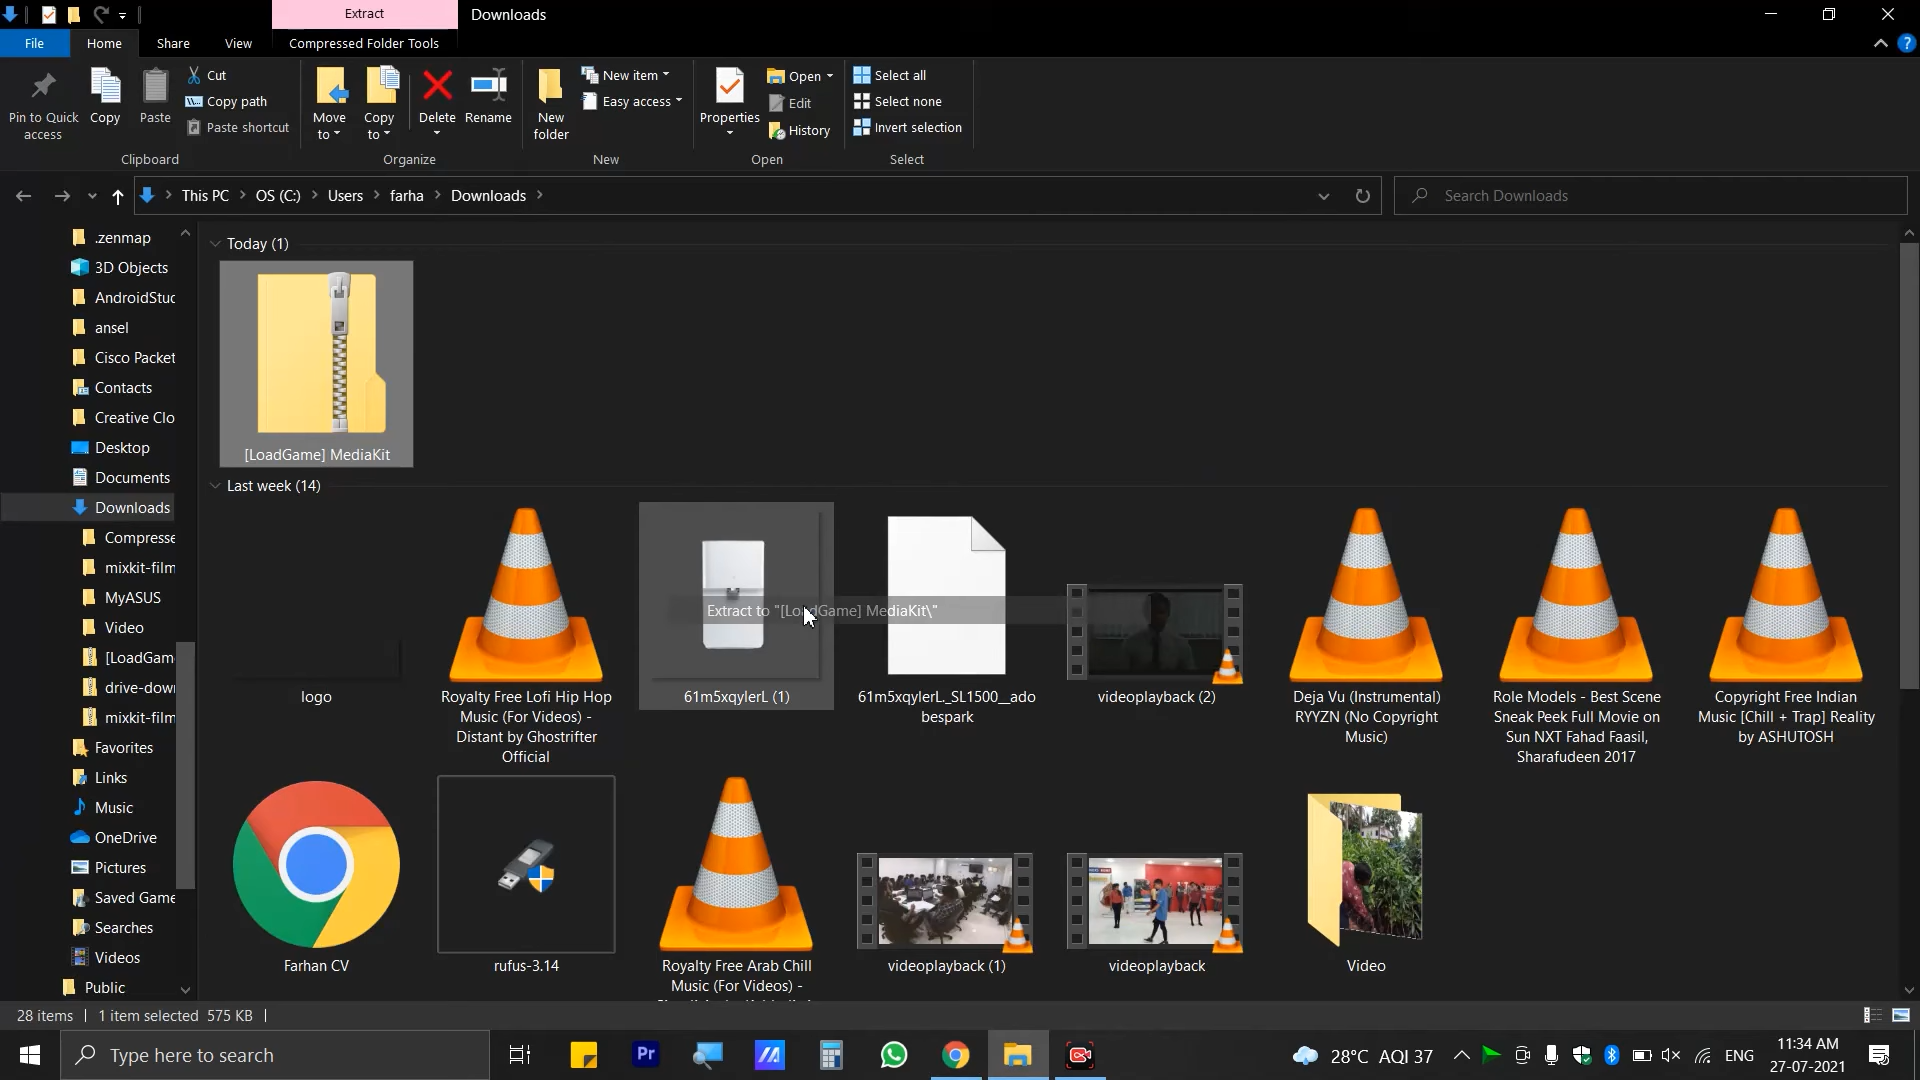 Extract
Downloads
File
Home
Share
View
Compressed Folder Tools
Pin to Quick
access
Copy
Paste
Cut
Copy path
Paste shortcut
Clipboard
Move
to
Copy
to
Delete
Rename
Organize
New
folder
New item
Easy access
New
Properties
Open
Edit
History
Open
Select all
Select none
Invert selection
Select
This PC
OS (C:)
Users
farha
Downloads
Search Downloads
.zenmap
3D Objects
AndroidStuc
ansel
Cisco Packet
Contacts
Creative Clo
Desktop
Documents
Downloads
Compresse
mixkit-film
MyASUS
Video
[LoadGam
drive-dow
mixkit-film
Favorites
Links
Music
OneDrive
Pictures
Saved Game
Searches
Videos
Public
Today (1)
[LoadGame] MediaKit
Last week (14)
Extract to "[LoadGame] MediaKit\"
logo
Royalty Free Lofi Hip Hop
Music (For Videos) -
Distant by Ghostrifter
Official
61m5xqylerL (1)
61m5xqylerL._SL1500__ado
bespark
videoplayback (2)
Deja Vu (Instrumental)
RYYZN (No Copyright
Music)
Role Models - Best Scene
Sneak Peek Full Movie on
Sun NXT Fahad Faasil,
Sharafudeen 2017
Copyright Free Indian
Music [Chill + Trap] Reality
by ASHUTOSH
Farhan CV
rufus-3.14
Royalty Free Arab Chill
Music (For Videos) -
videoplayback (1)
videoplayback
Video
28 items
1 item selected 575 KB
Type here to search
Pr
28°C AQI 37
ENG
11:34 AM
27-07-2021